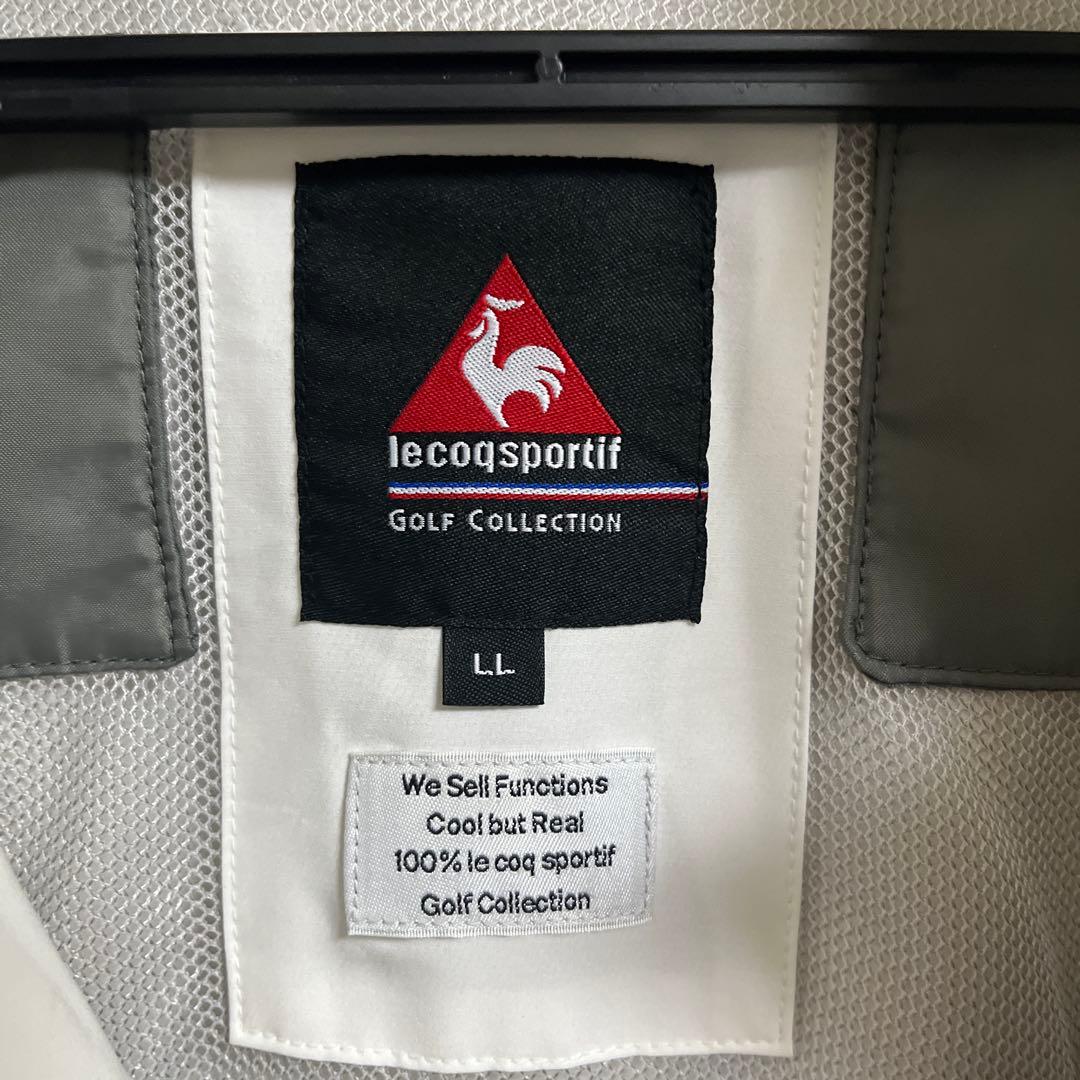 lecoqsportif
GOLF COLLECTION
LL
We Sell Functions
Cool but Real
100% le coq sportif
Golf Collection